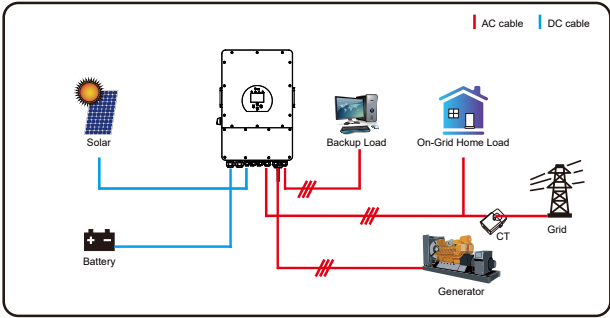 AC cable
DC cable
Solar
Backup Load
On-Grid Home Load
Grid
CT
Battery
Generator